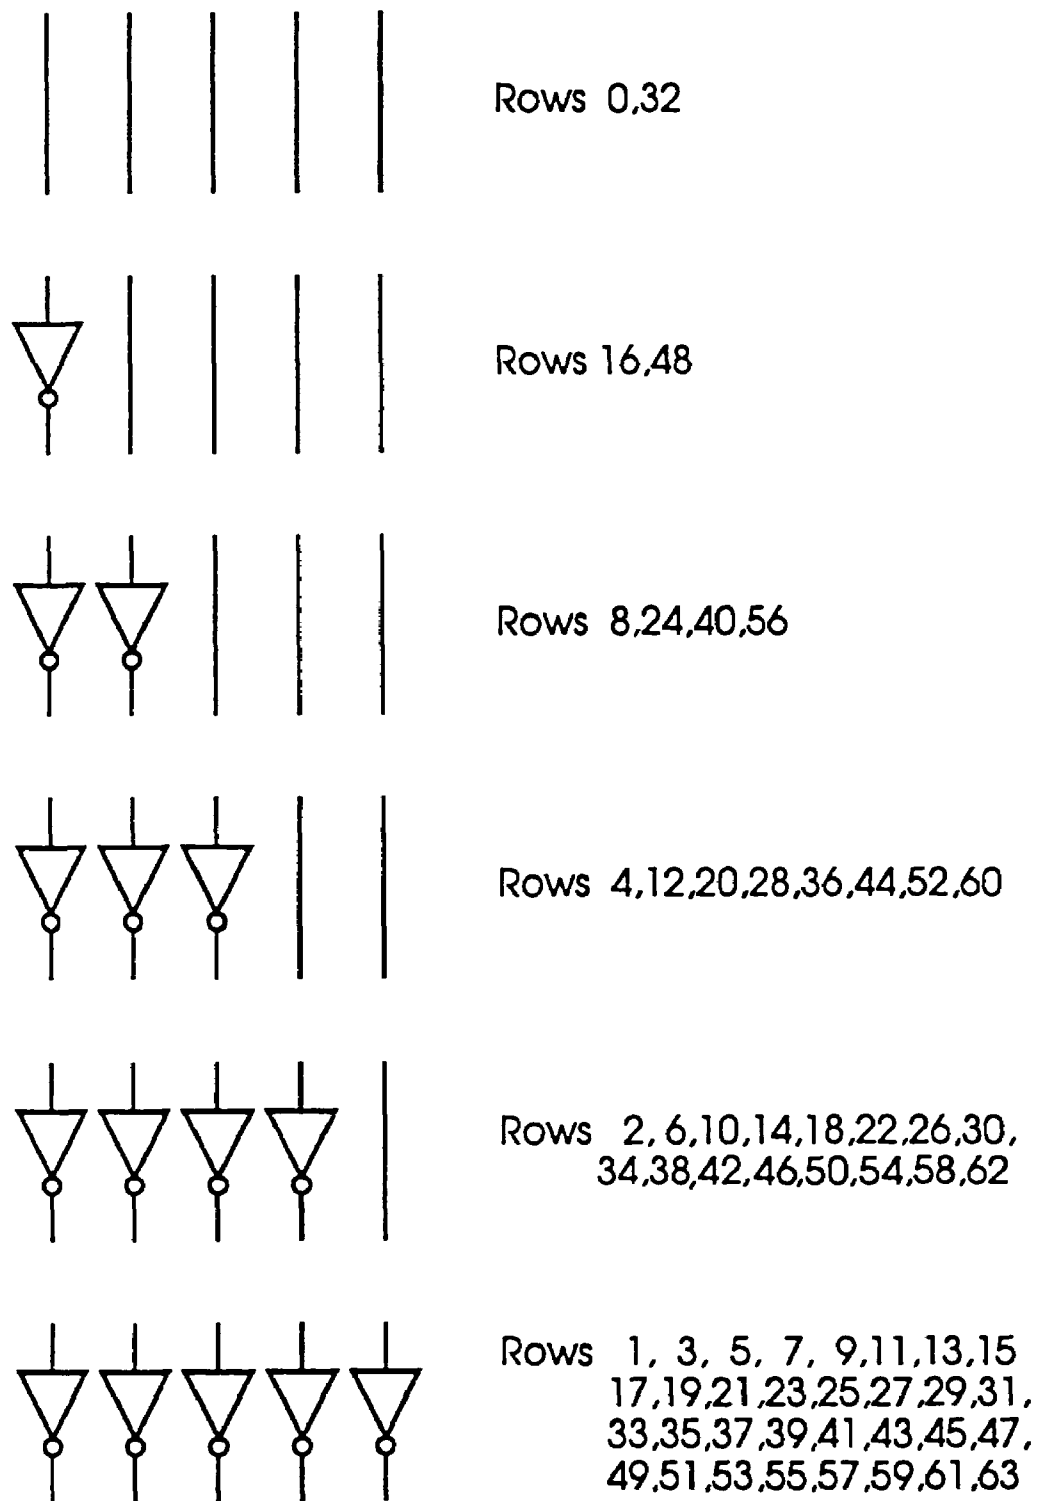 Rows 0,32
Rows 16,48
Rows 8,24,40,56
Rows 4,12,20,28,36,44,52,60
Rows 2, 6,10,14,18,22,26,30,
34,38,42,46,50,54,58,62
Rows 1, 3, 5, 7, 9,11,13,15
17,19,21,23,25,27,29,31,
33,35,37,39,41,43,45,47,
49,51,53,55,57,59,61,63